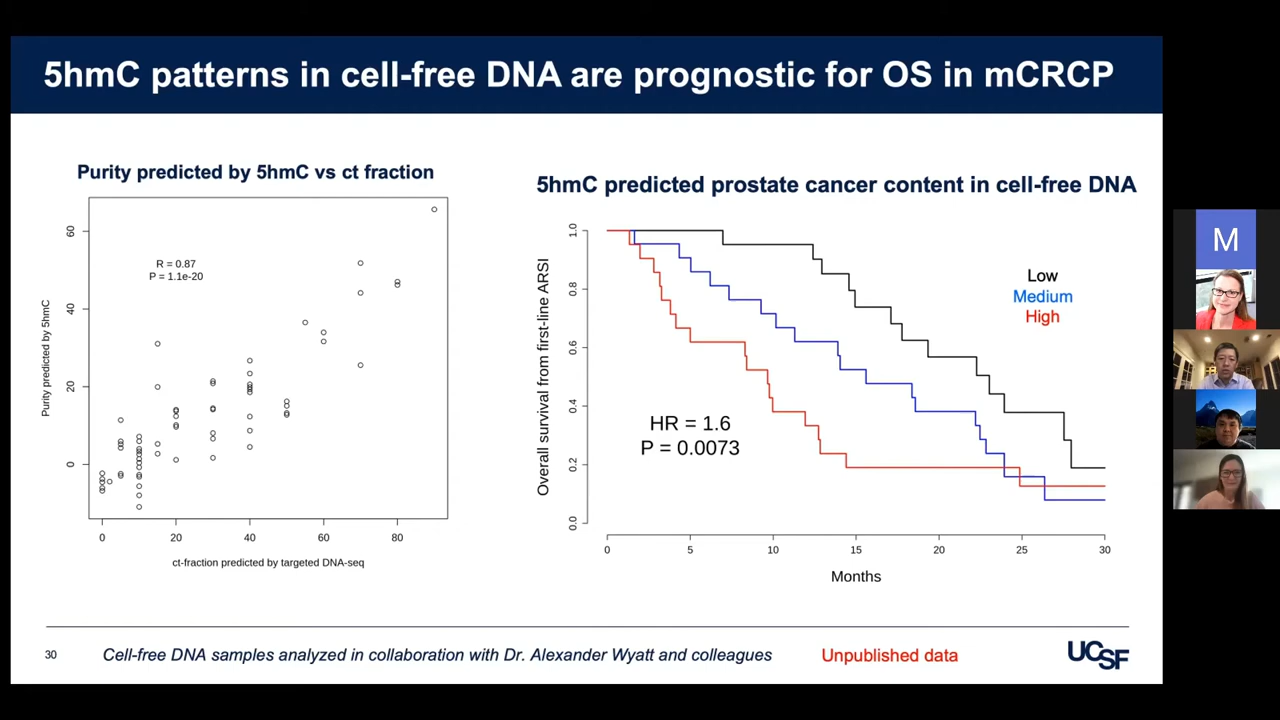 5hmC patterns in cell-free DNA are prognostic for OS in mCRCP
Purity predicted by 5hmC vs ct fraction
Purity predicted by 5hmC
60
40
20
0
R = 0.87
P = 1.1e-20
0 20 40 60 80
ct-fraction predicted by targeted DNA-seq
5hmC predicted prostate cancer content in cell-free DNA
Overall survival from first-line ARSI
1.0
0.8
0.6
0.4
0.2
0.0
Low
Medium
High
HR = 1.6
P = 0.0073
0 5 10 15 20 25 30
Months
M
30
Cell-free DNA samples analyzed in collaboration with Dr. Alexander Wyatt and colleagues
Unpublished data
UCSF